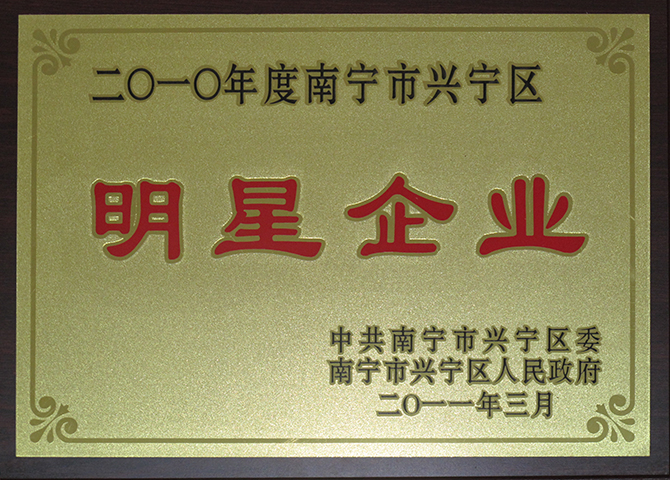 二〇一〇年度南宁市兴宁区
明星企业
中共南宁市兴宁区委
南宁市兴宁区人民政府
二〇一一年三月